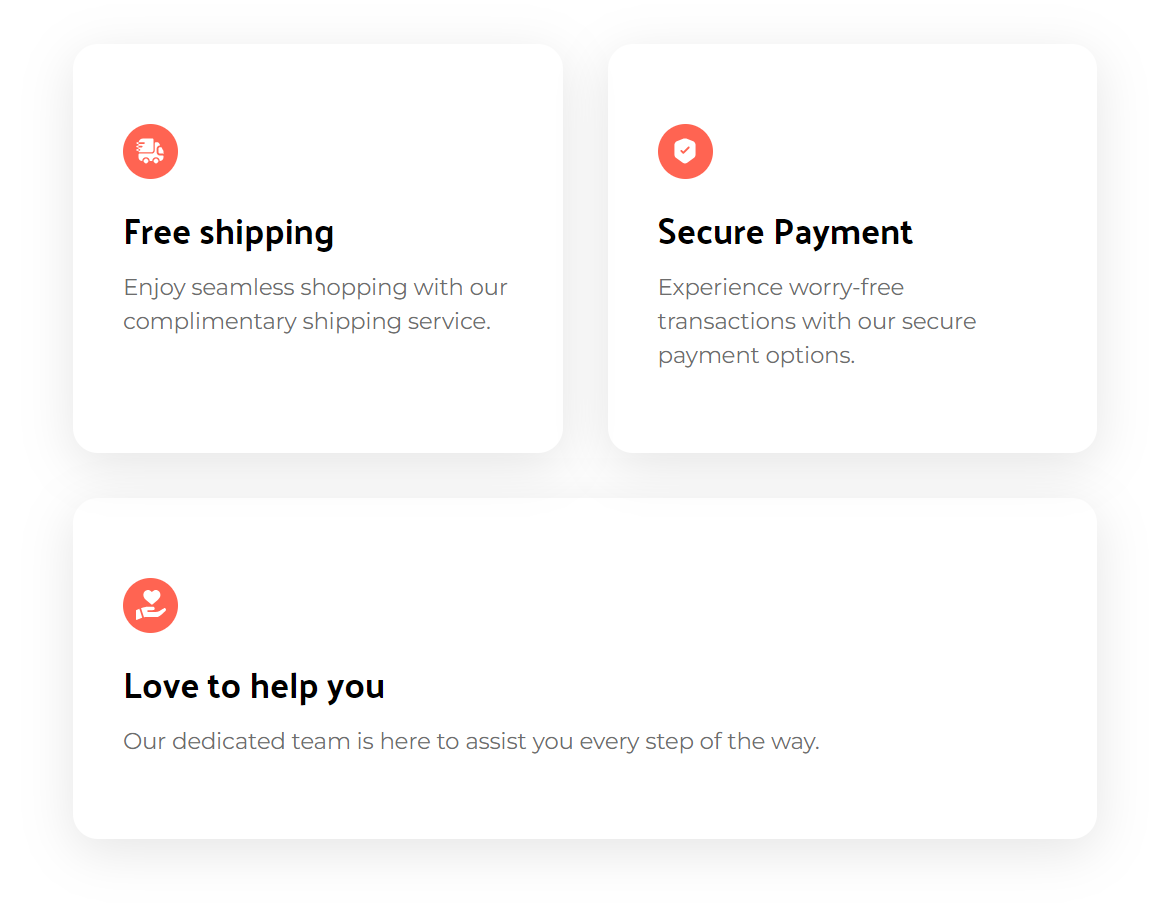 Free shipping
Enjoy seamless shopping with our
complimentary shipping service.
Secure Payment
Experience worry-free
transactions with our secure
payment options.
Love to help you
Our dedicated team is here to assist you every step of the way.